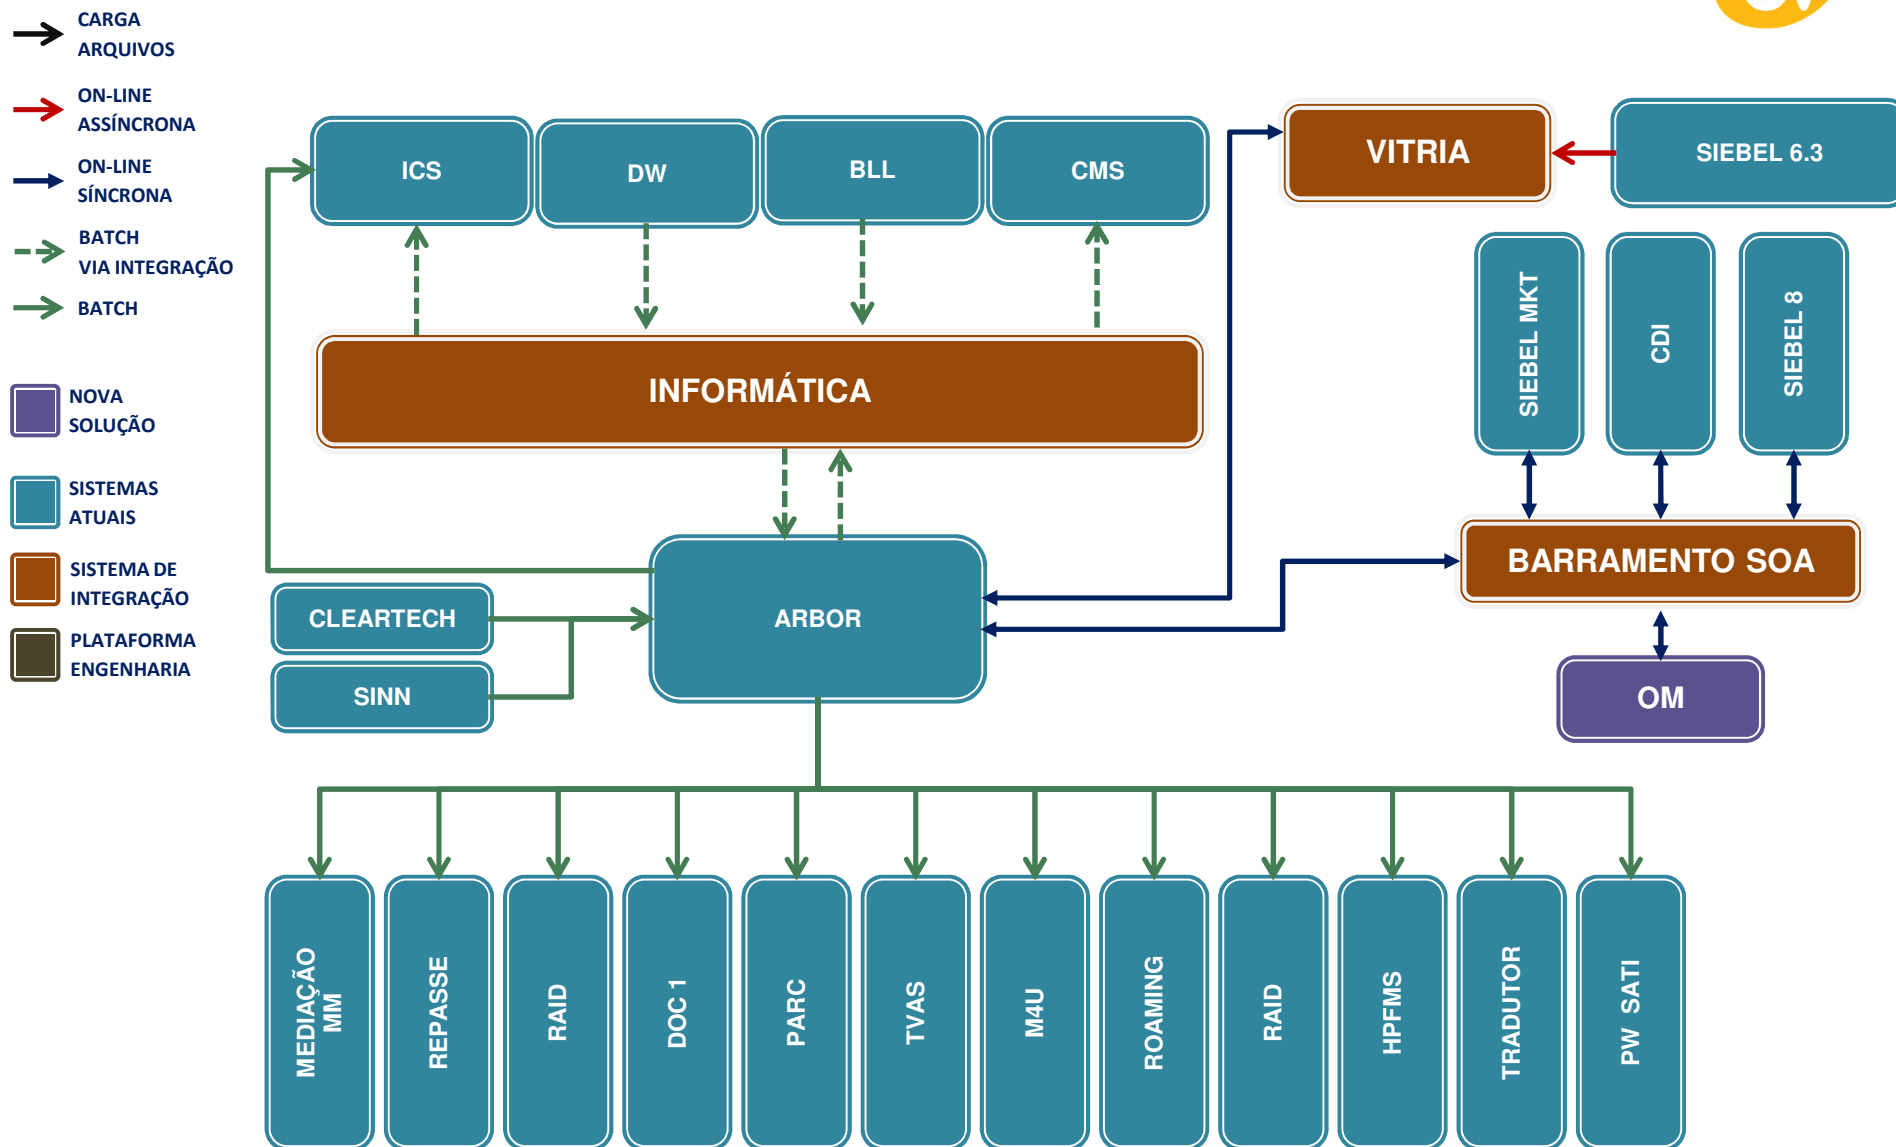 CARGA
ARQUIVOS
ON-LINE
ASSÍNCRONA
ON-LINE
SÍNCRONA
BATCH
VIA INTEGRAÇÃO
BATCH
NOVA
SOLUÇÃO
SISTEMAS
ATUAIS
SISTEMA DE
INTEGRAÇÃO
PLATAFORMA
ENGENHARIA
ICS
DW
BLL
CMS
VITRIA
SIEBEL 6.3
SIEBEL MKT
CDI
SIEBEL 8
INFORMÁTICA
BARRAMENTO SOA
CLEARTECH
ARBOR
SINN
OM
MEDIAÇÃO
MM
REPASSE
RAID
DOC 1
PARC
TVAS
M4U
ROAMING
RAID
HPFMS
TRADUTOR
PW SATI